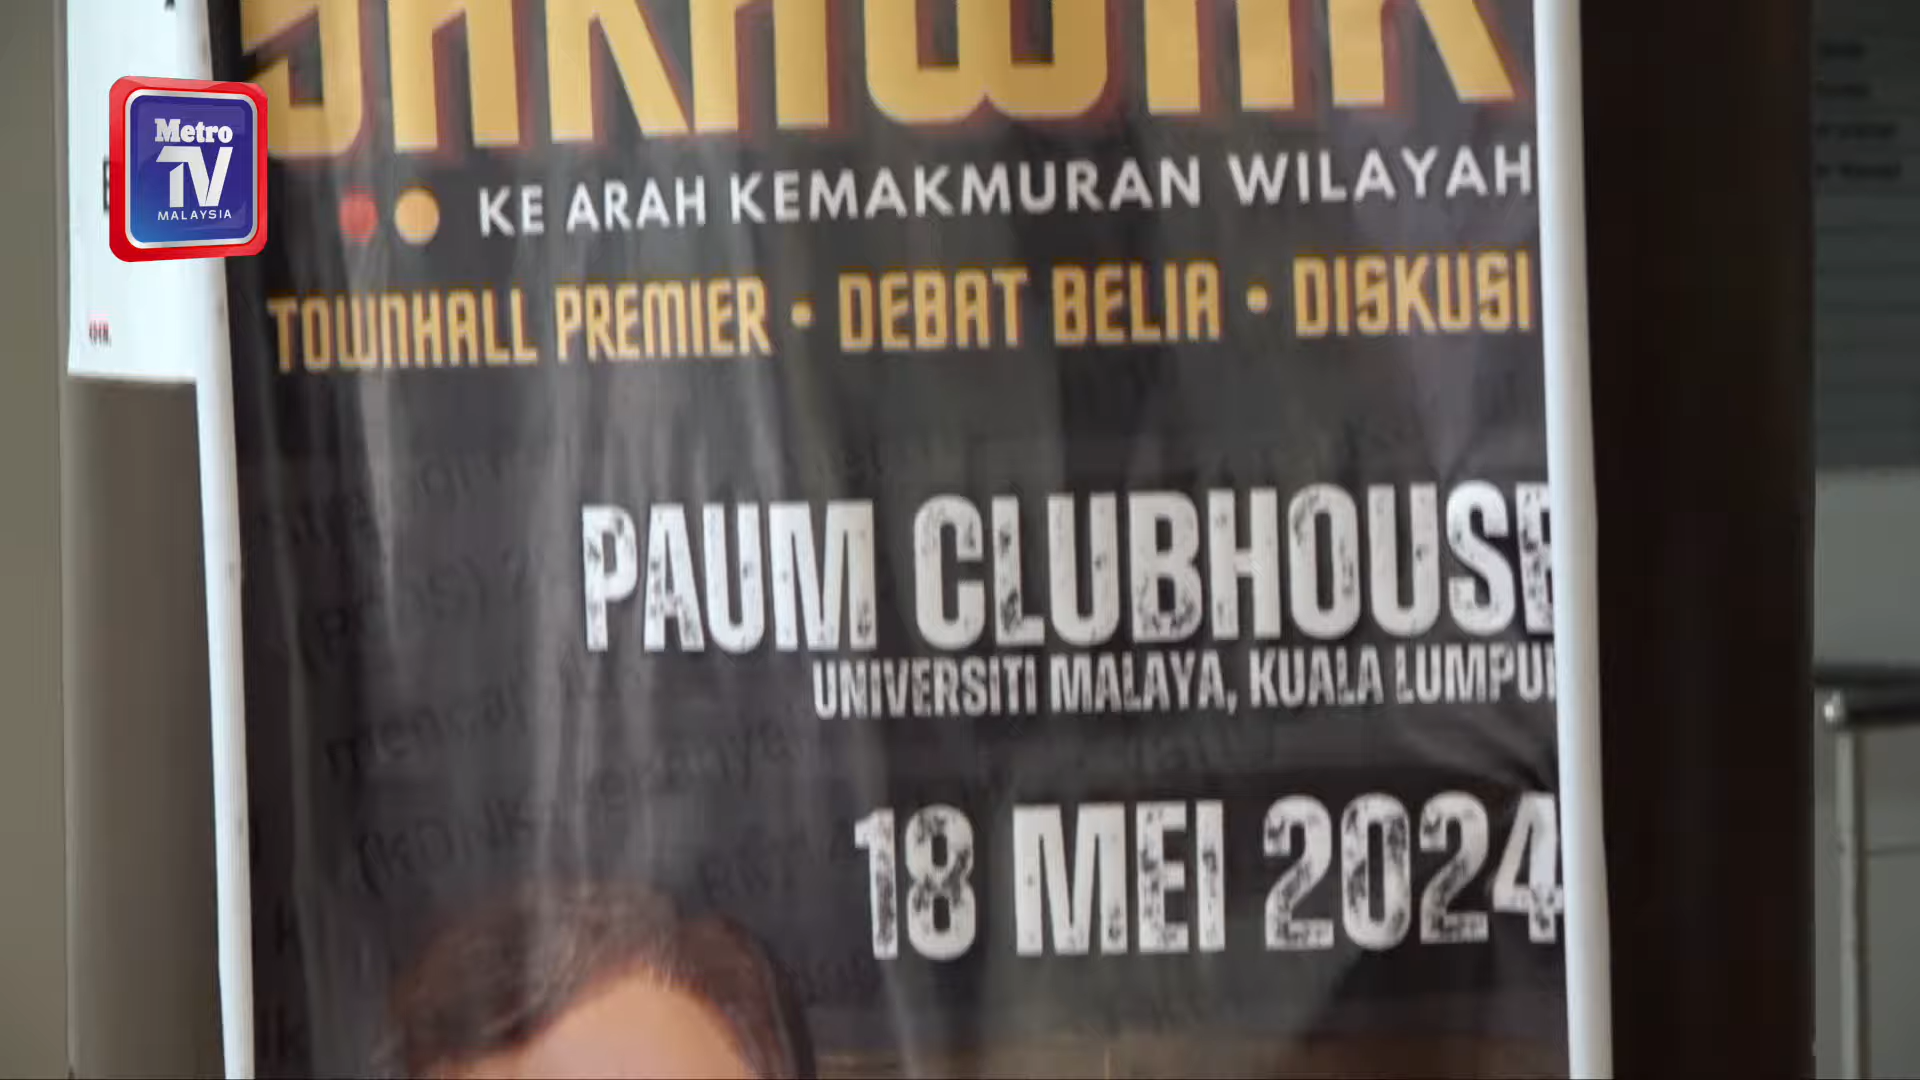 SARAWAK
Metro
TV
MALAYSIA
KE ARAH KEMAKMURAN WILAYAH
TOWNHALL PREMIER • DEBAT BELIA • DISKUSI
PAUM CLUBHOUSE
UNIVERSITI MALAYA, KUALA LUMPUR
18 MEI 2024